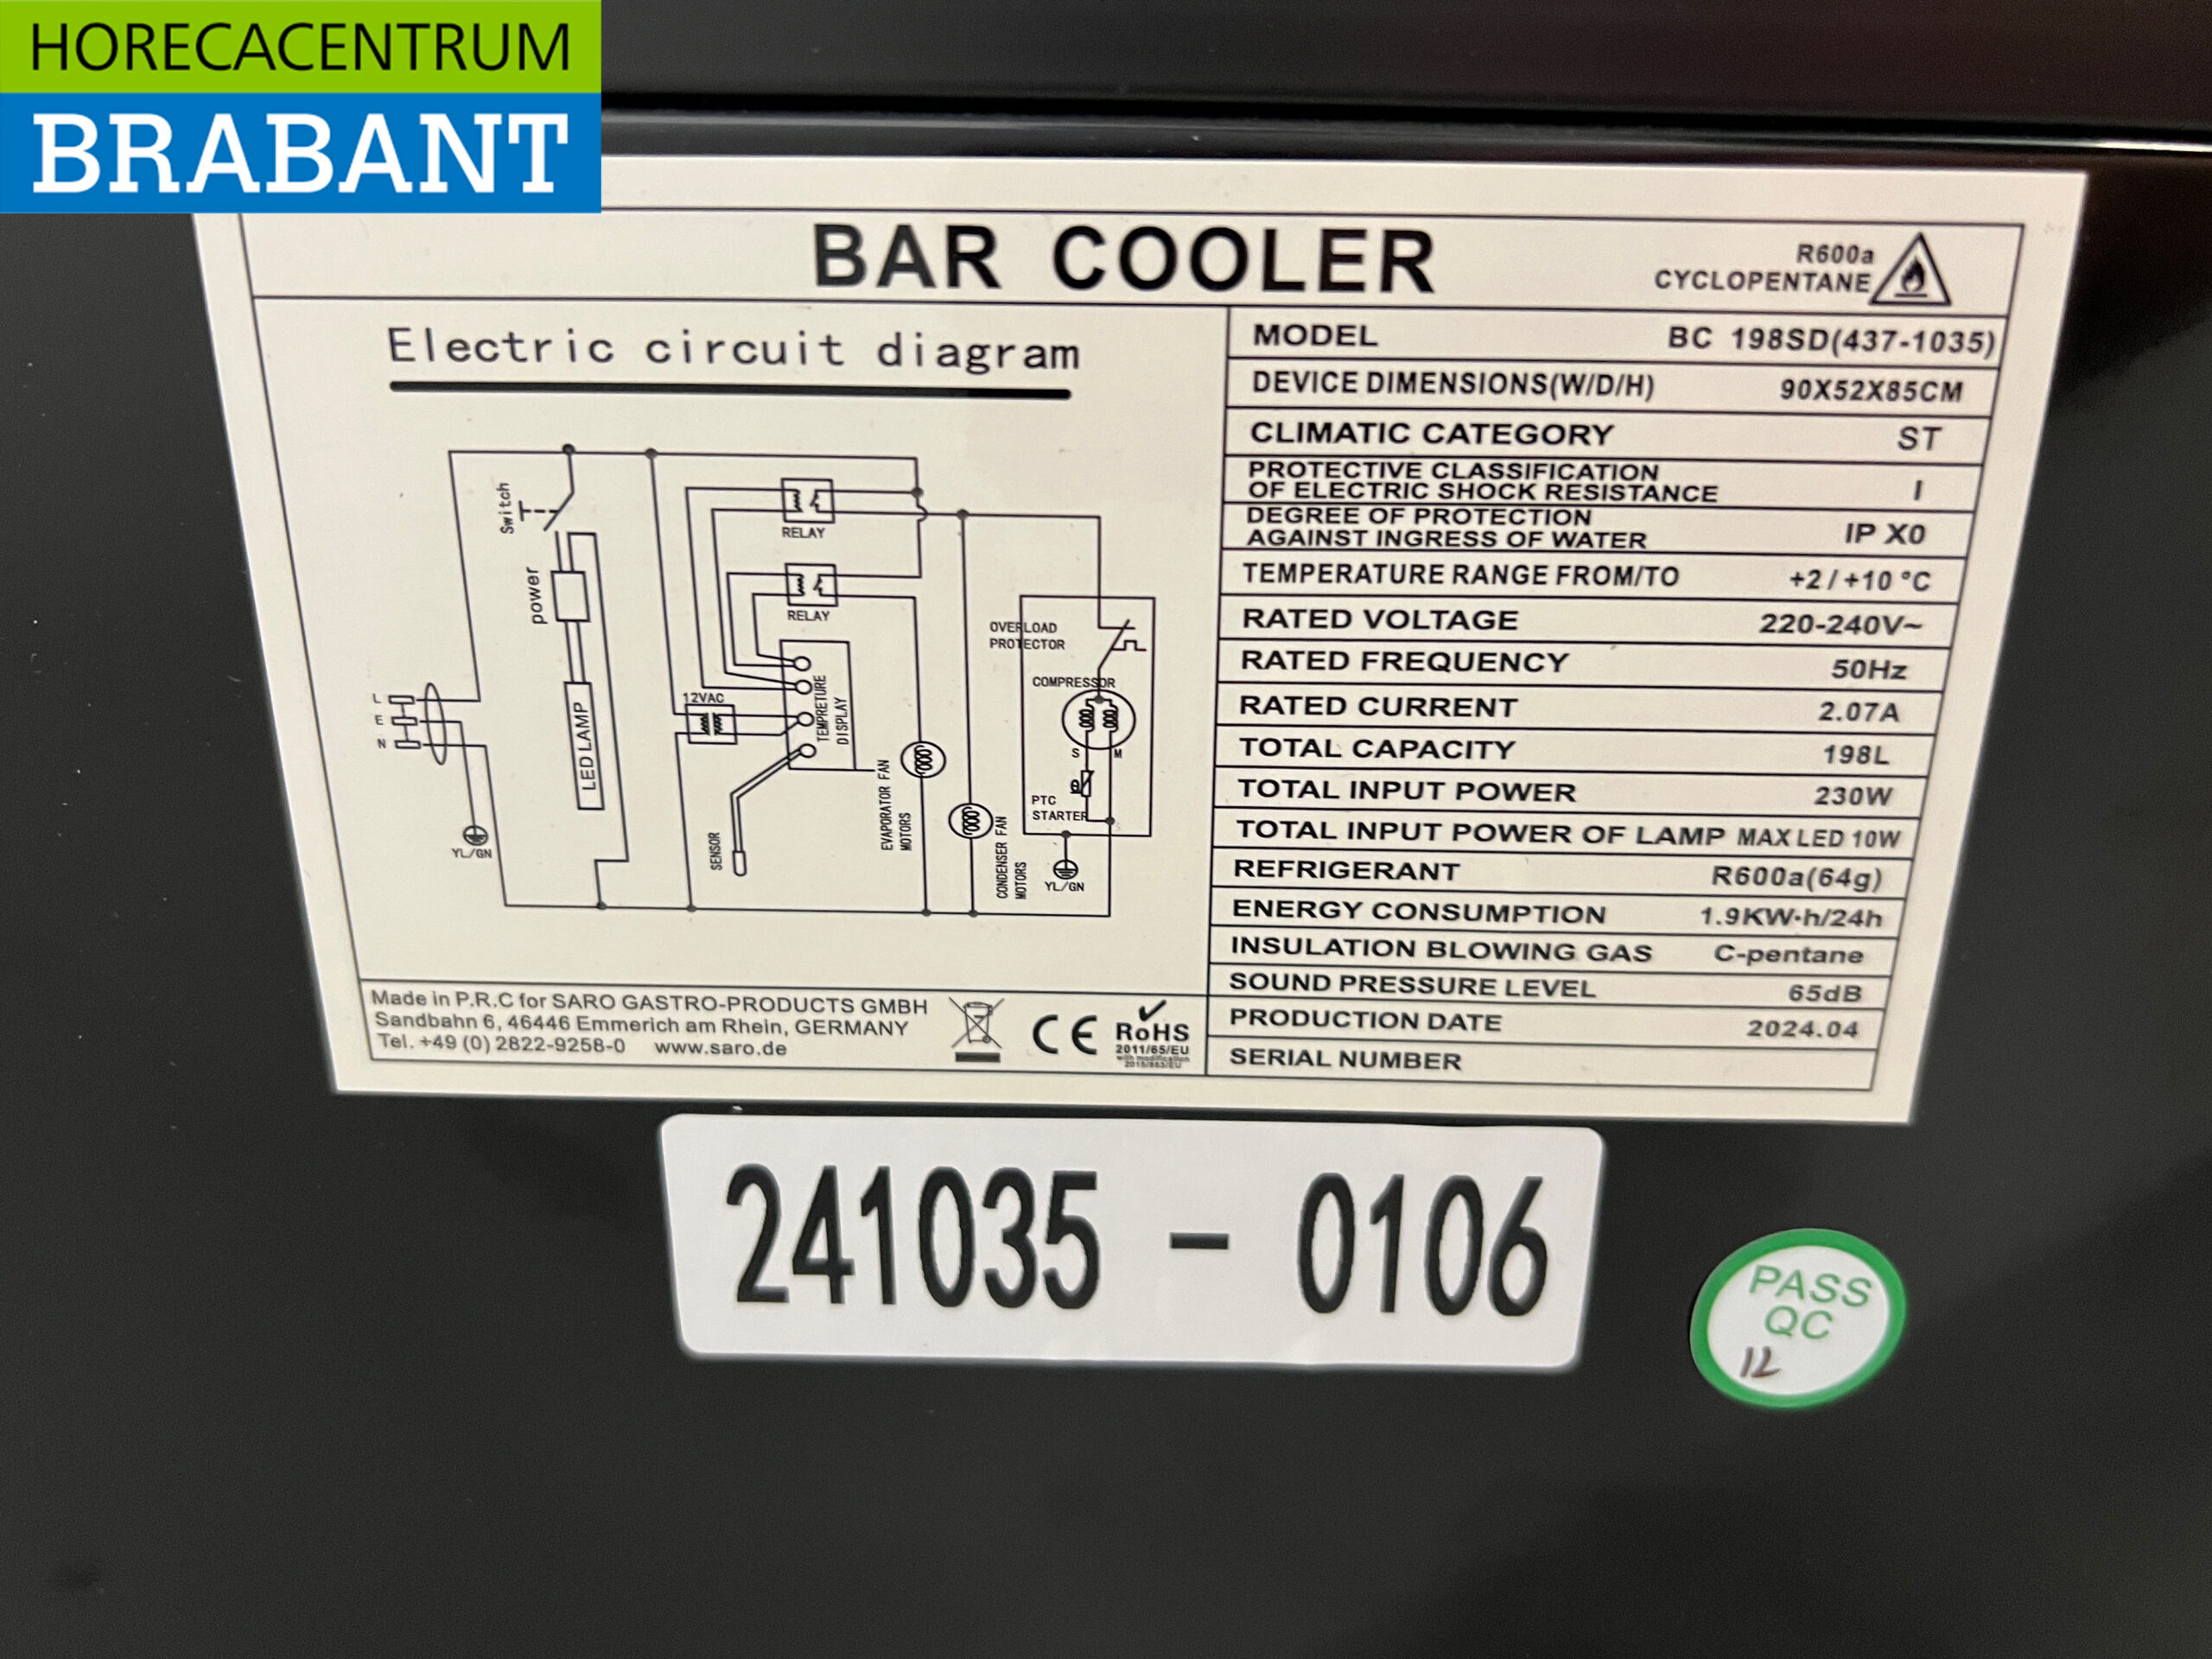 HORECACENTRUM
BRABANT
BAR COOLER
R600a
CYCLOPENTANE
Electric circuit diagram
Switch
power
LED LAMP
L
E
N
YL/GN
RELAY
RELAY
12VAC
TEMPRETURE
DISPLAY
SENSOR
EVAPORATOR FAN
MOTORS
CONDENSER FAN
MOTORS
OVERLOAD
PROTECTOR
COMPRESSOR
S M
PTC
STARTER
YL/GN
MODEL BC 198SD(437-1035)
DEVICE DIMENSIONS(W/D/H) 90X52X85CM
CLIMATIC CATEGORY ST
PROTECTIVE CLASSIFICATION
OF ELECTRIC SHOCK RESISTANCE I
DEGREE OF PROTECTION
AGAINST INGRESS OF WATER IP X0
TEMPERATURE RANGE FROM/TO +2 / +10 °C
RATED VOLTAGE 220-240V~
RATED FREQUENCY 50Hz
RATED CURRENT 2.07A
TOTAL CAPACITY 198L
TOTAL INPUT POWER 230W
TOTAL INPUT POWER OF LAMP MAX LED 10W
REFRIGERANT R600a(64g)
ENERGY CONSUMPTION 1.9KW·h/24h
INSULATION BLOWING GAS C-pentane
SOUND PRESSURE LEVEL 65dB
PRODUCTION DATE 2024.04
SERIAL NUMBER
Made in P.R.C for SARO GASTRO-PRODUCTS GMBH
Sandbahn 6, 46446 Emmerich am Rhein, GERMANY
Tel. +49 (0) 2822-9258-0 www.saro.de
CE
RoHS
2011/65/EU
with modification
241035 - 0106
PASS
QC
12